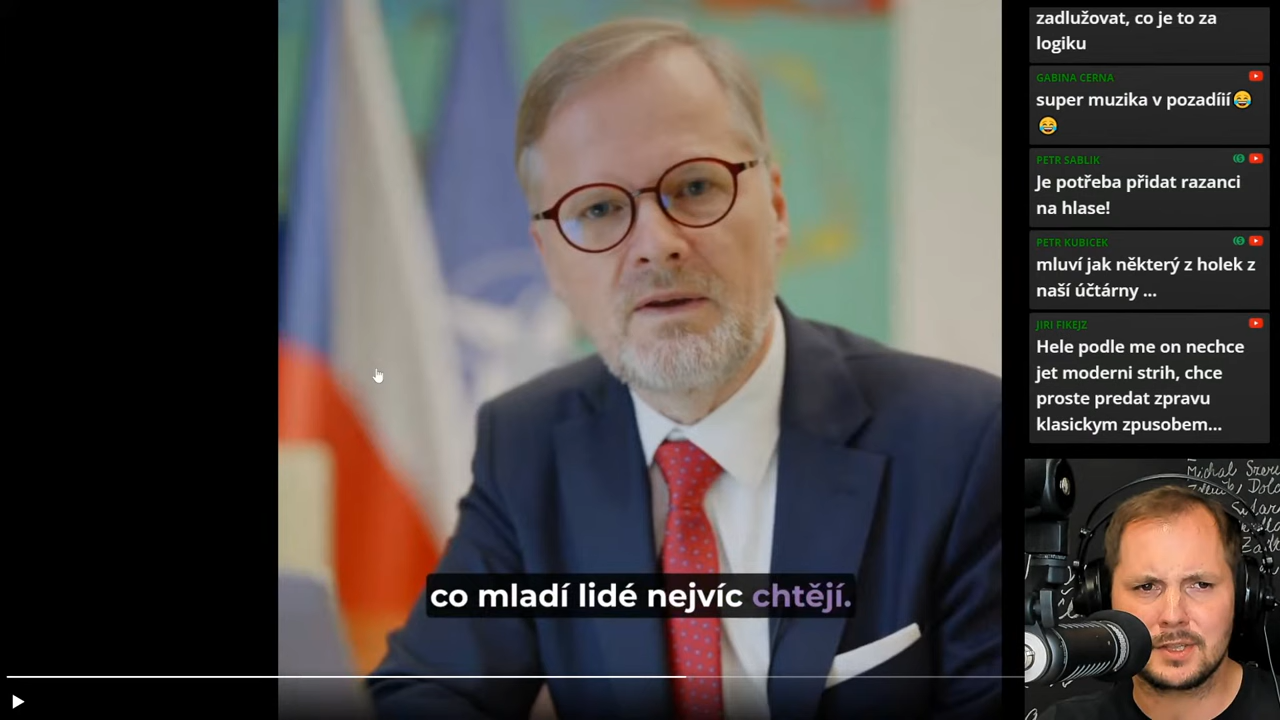 zadlužovat, co je to za
logiku
GABINA CERNA
super muzika v pozadííí😂
😂
PETR SABLIK
Je potřeba přidat razanci
na hlase!
PETR KUBICEK
mluví jak některý z holek z
naší účtárny ...
JIRI FIKEJZ
Hele podle me on nechce
jet moderni strih, chce
proste predat zpravu
klasickym zpusobem...
co mladí lidé nejvíc chtějí.
Michal